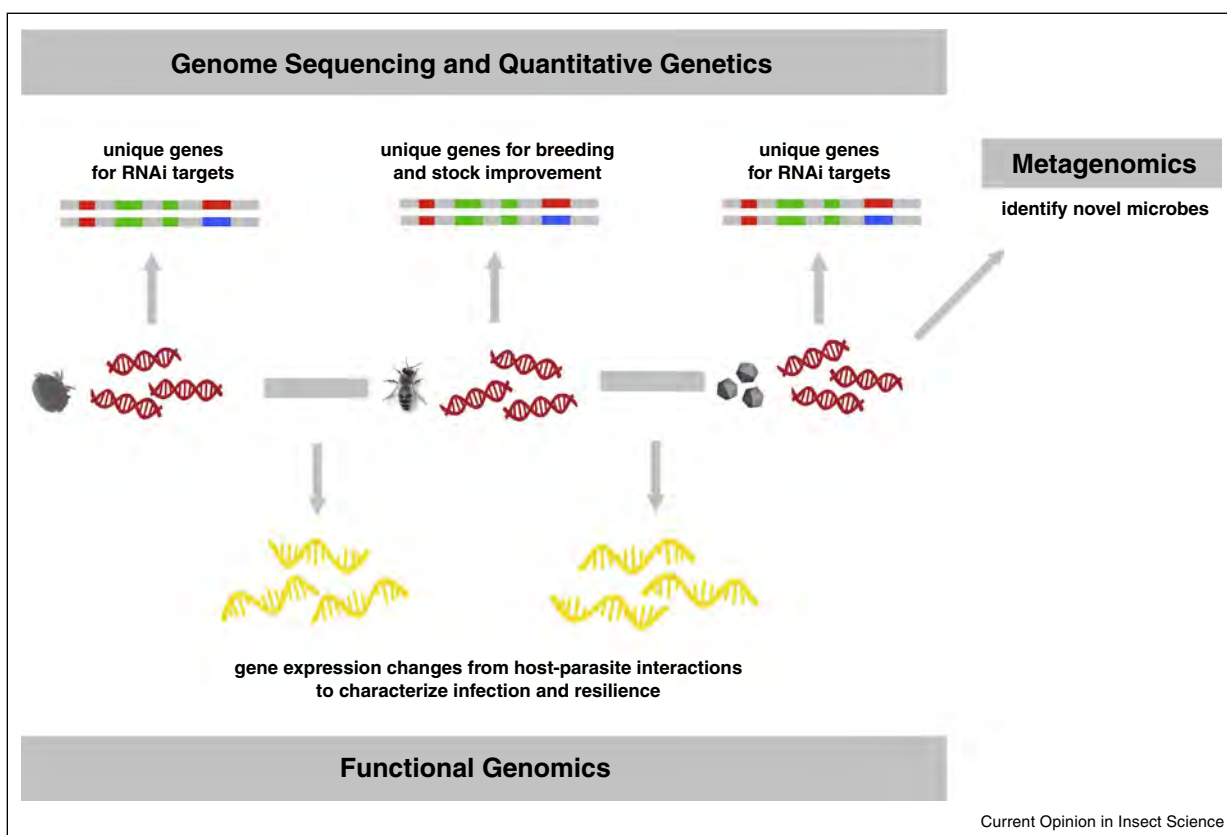 Genome Sequencing and Quantitative Genetics
unique genes
for RNAi targets
unique genes for breeding
and stock improvement
unique genes
for RNAi targets
Metagenomics
identify novel microbes
gene expression changes from host-parasite interactions
to characterize infection and resilience
Functional Genomics
Current Opinion in Insect Science